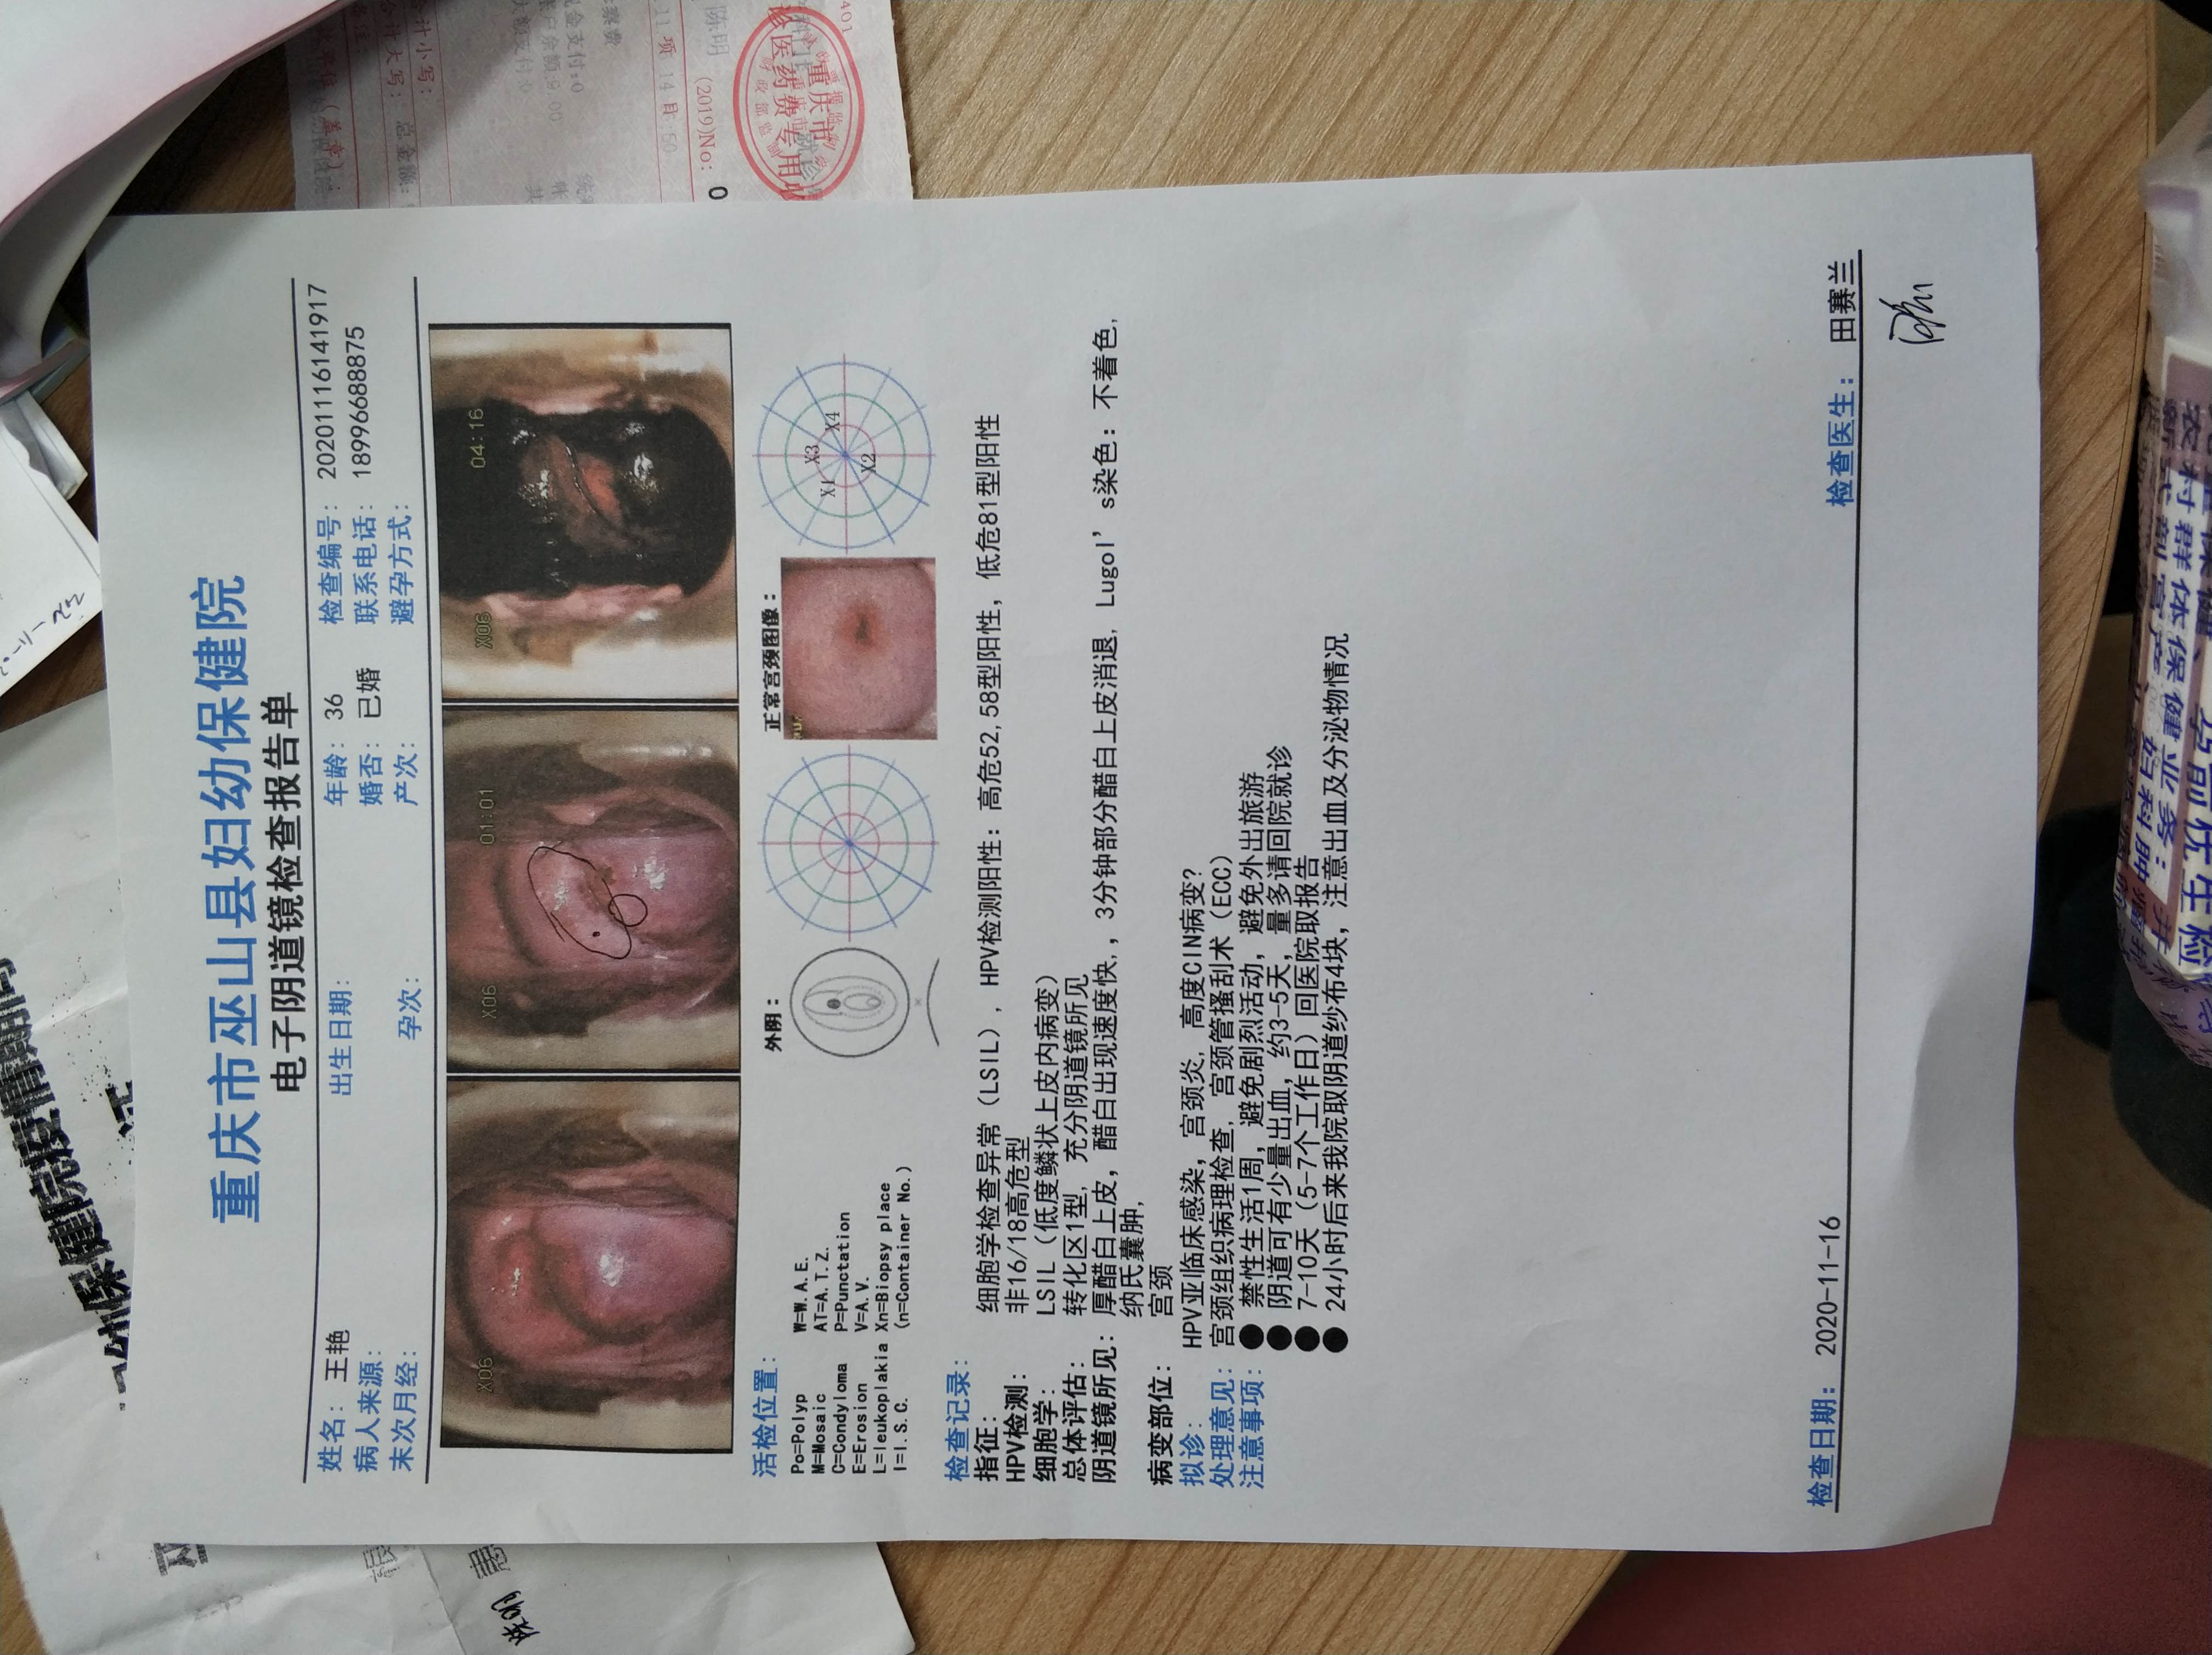 幼保健院疫情期间
证
陈明
重庆市巫山县妇幼保健院
电子阴道镜检查报告单
姓名： 王艳 出生日期： 年龄： 36 检查编号： 20201116141917
病人来源： 婚否： 已婚 联系电话： 18996688875
末次月经： 孕次： 产次： 避孕方式：
X06 X06 01:01 X06 04:16
活检位置： 外阴： 正常宫颈图像：
Po=Polyp W=W.A.E.
M=Mosaic AT=A.T.Z.
C=Condyloma P=Punctation
E=Erosion V=A.V.
L=leukoplakia Xn=Biopsy place
I=I.S.C. (n=Container No.)
X3
X1 X4
X2
检查记录：
指征： 细胞学检查异常（LSIL）, HPV检测阳性：高危52,58型阳性，低危81型阳性
HPV检测： 非16/18高危型
细胞学： LSIL（低度鳞状上皮内病变）
总体评估： 转化区1型, 充分阴道镜所见
阴道镜所见： 厚醋白上皮，醋白出现速度快,，3分钟部分醋白上皮消退, Lugol’s染色：不着色,
纳氏囊肿,
病变部位： 宫颈
拟诊： HPV亚临床感染，宫颈炎, 高度CIN病变?
处理意见： 宫颈组织病理检查, 宫颈管搔刮术（ECC）
注意事项： ● 禁性生活1周，避免剧烈活动，避免外出旅游
● 阴道可有少量出血，约3-5天，量多请回院就诊
● 7-10天（5-7个工作日）回医院取报告
● 24小时后来我院取阴道纱布4块，注意出血及分泌物情况
检查日期： 2020-11-16 检查医生： 田赛兰
(2019)No: